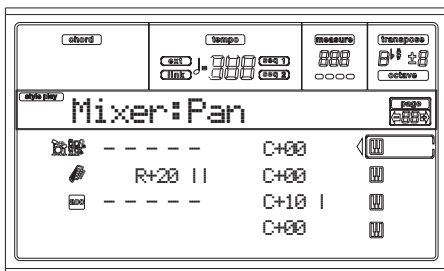 chord tempo measure transpose
ext seq 1
link seq 2
octave
style play
Mixer:Pan
page
- - - - - C+00
R+20 || C+00
acc - - - - - C+10 |
C+00